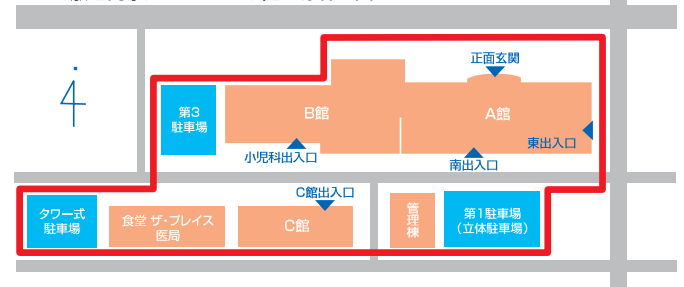 正面玄関
第3
駐車場
B館
A館
東出入口
小児科出入口
南出入口
C館出入口
タワー式
駐車場
食堂 ザ・プレイス
医局
C館
管理棟
第1駐車場
(立体駐車場)